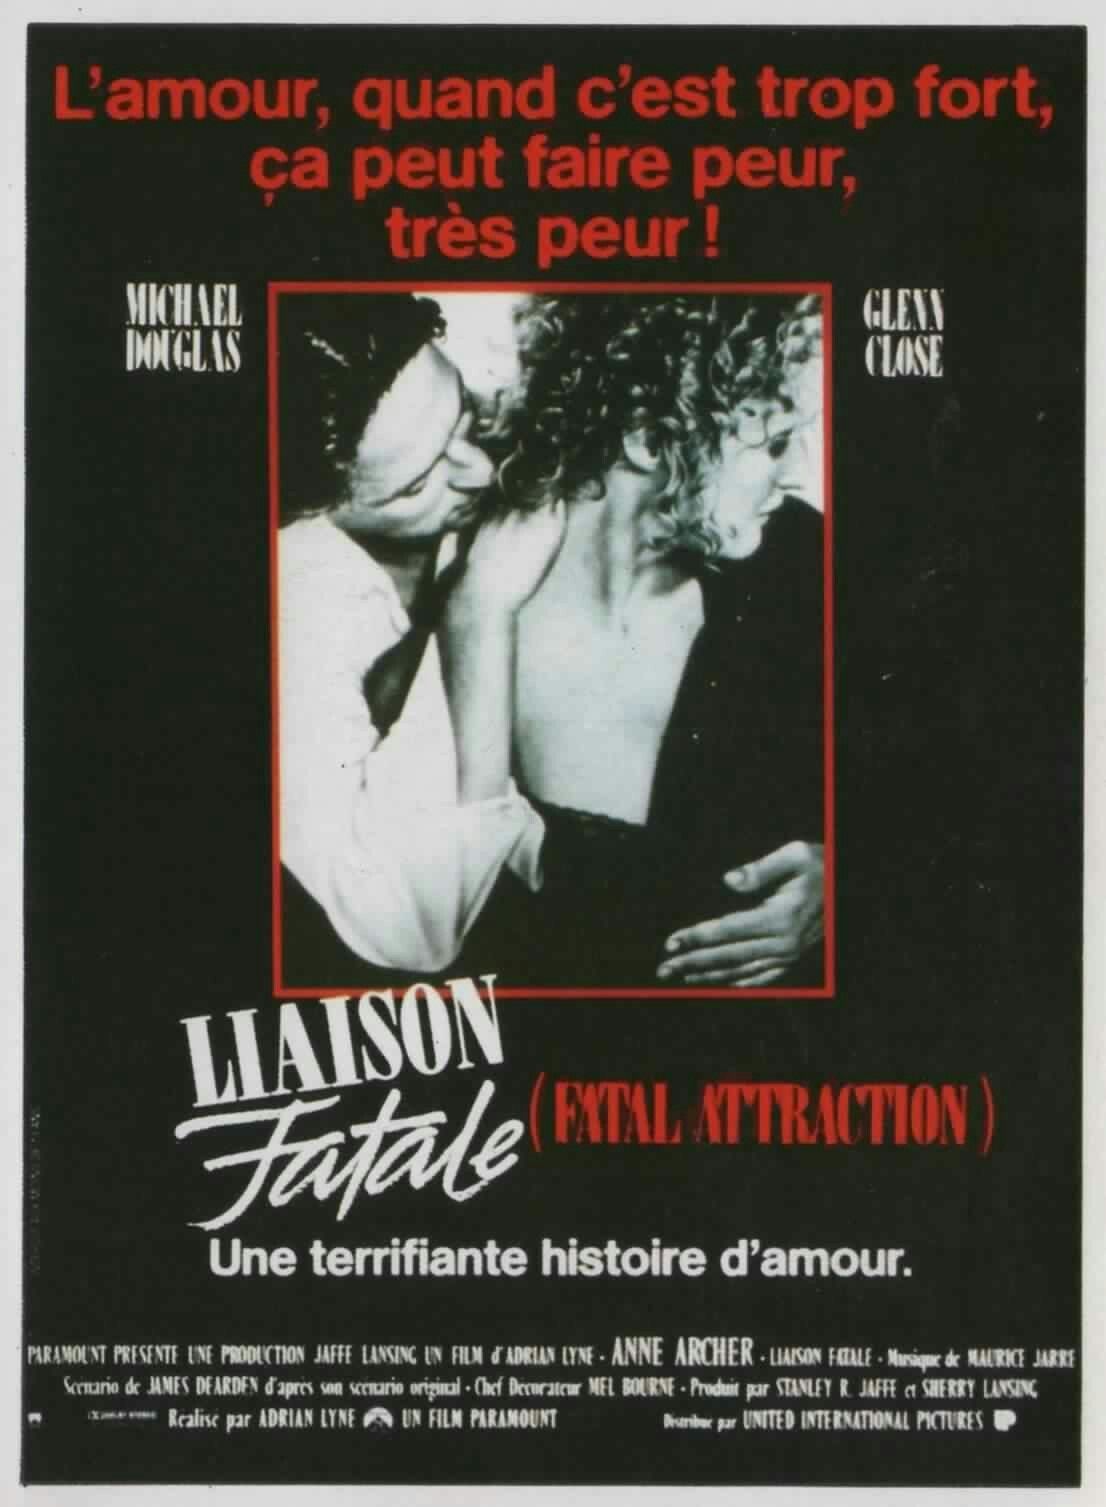 L'amour, quand c'est trop fort,
ça peut faire peur,
très peur !
MICHAEL
DOUGLAS
GLENN
CLOSE
LIAISON
Fatale
(FATAL ATTRACTION)
Une terrifiante histoire d'amour.
PARAMOUNT PRESENTE UNE PRODUCTION JAFFE LANSING UN FILM d'ADRIAN LYNE - ANNE ARCHER - LIAISON FATALE - Musique de MAURICE JARRE
Scenario de JAMES DEARDEN d'après son scenario original - Chef Decorateur MEL BOURNE - Produit par STANLEY R. JAFFE et SHERRY LANSING
Realise par ADRIAN LYNE UN FILM PARAMOUNT
Distribue par UNITED INTERNATIONAL PICTURES